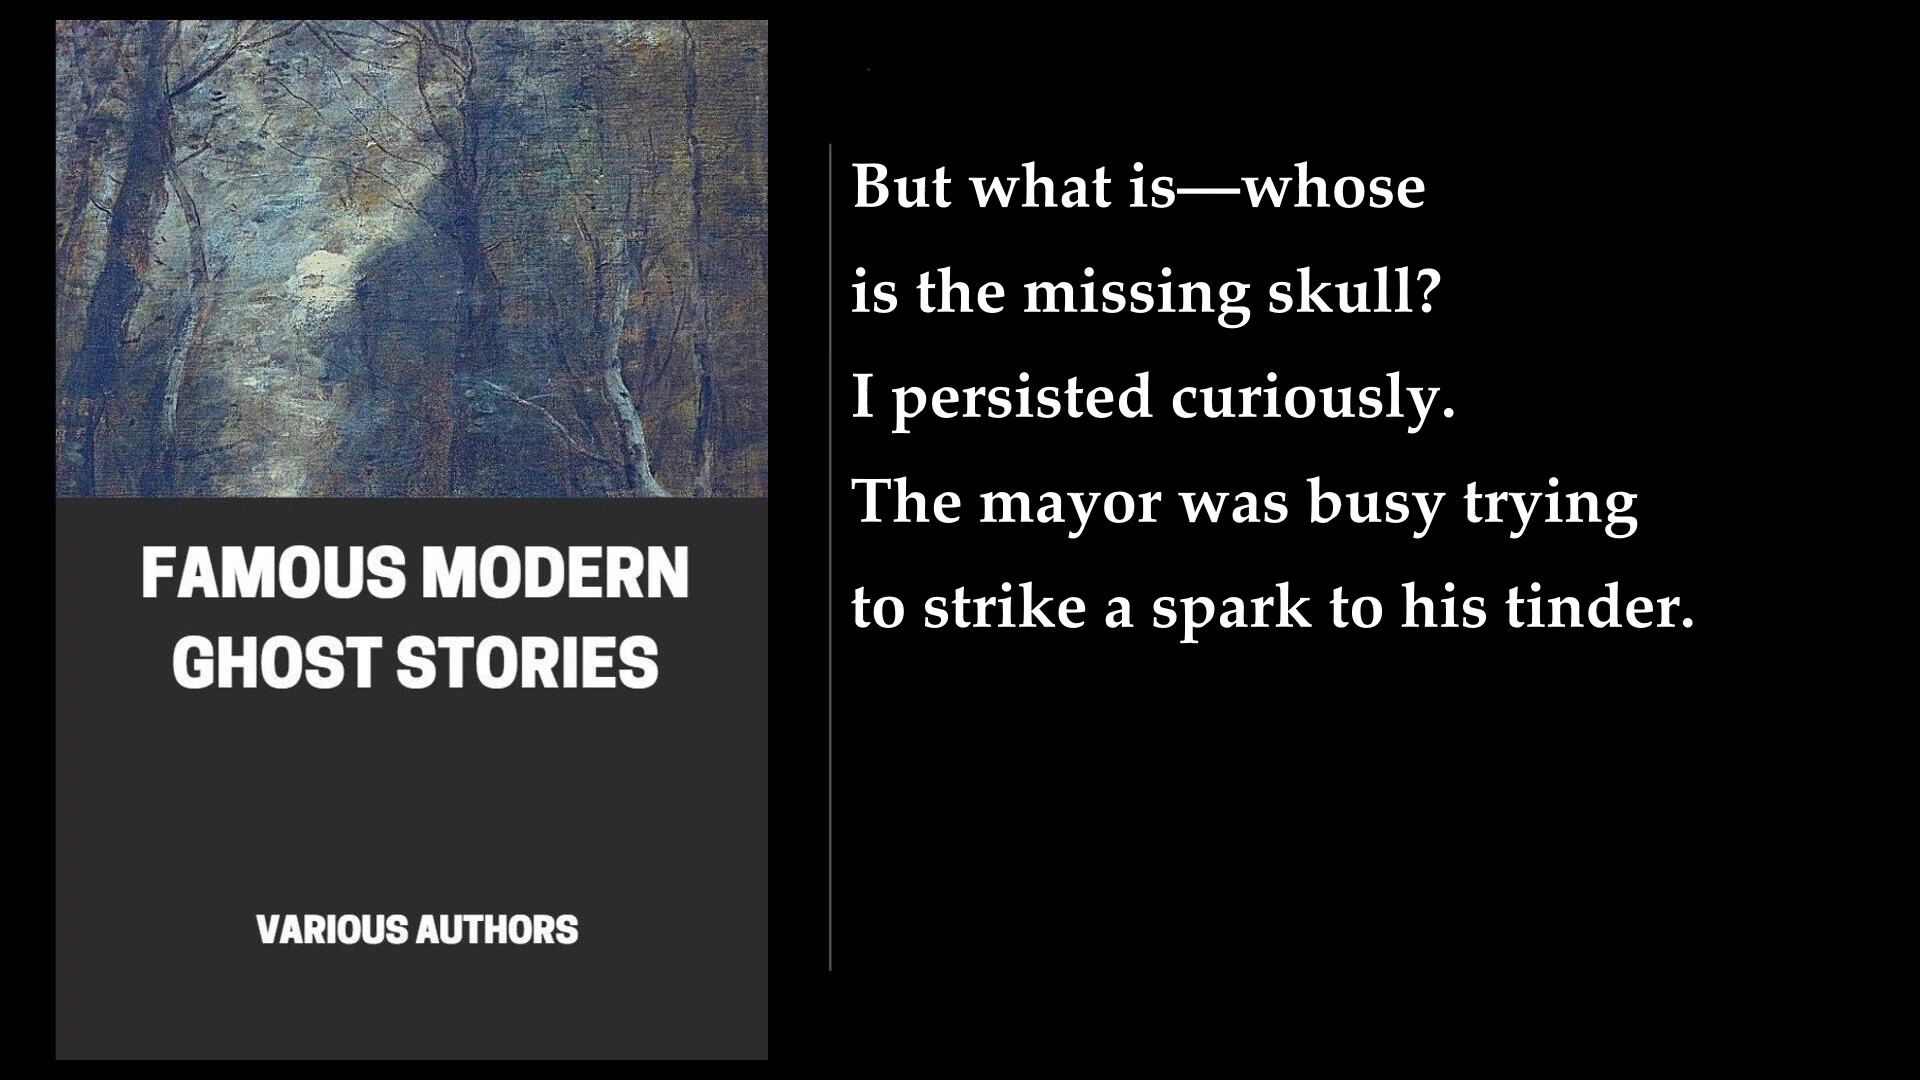 FAMOUS MODERN
GHOST STORIES
VARIOUS AUTHORS
But what is—whose
is the missing skull?
I persisted curiously.
The mayor was busy trying
to strike a spark to his tinder.